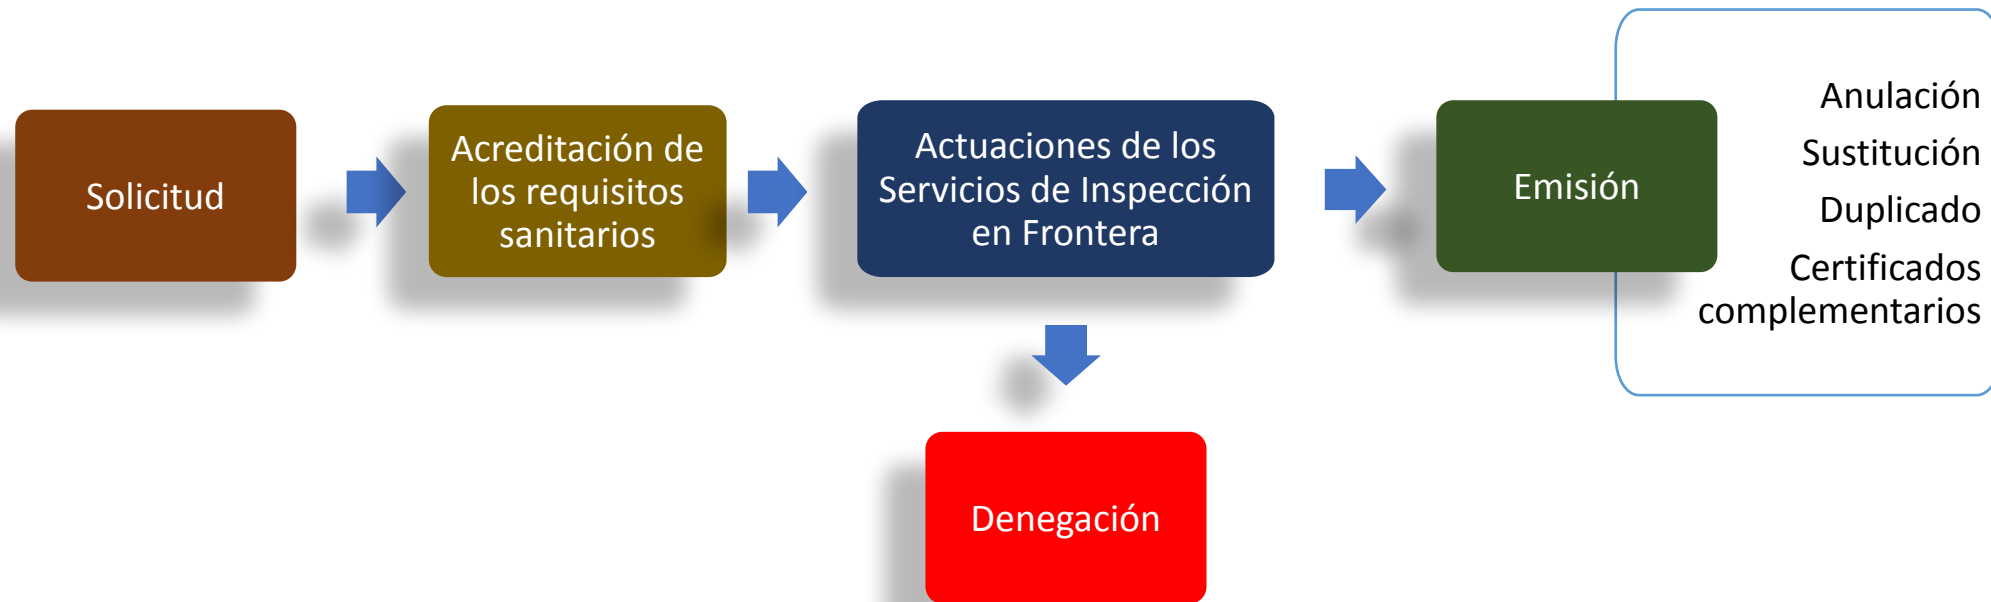 Solicitud
Acreditación de
los requisitos
sanitarios
Actuaciones de los
Servicios de Inspección
en Frontera
Emisión
Anulación
Sustitución
Duplicado
Certificados
complementarios
Denegación